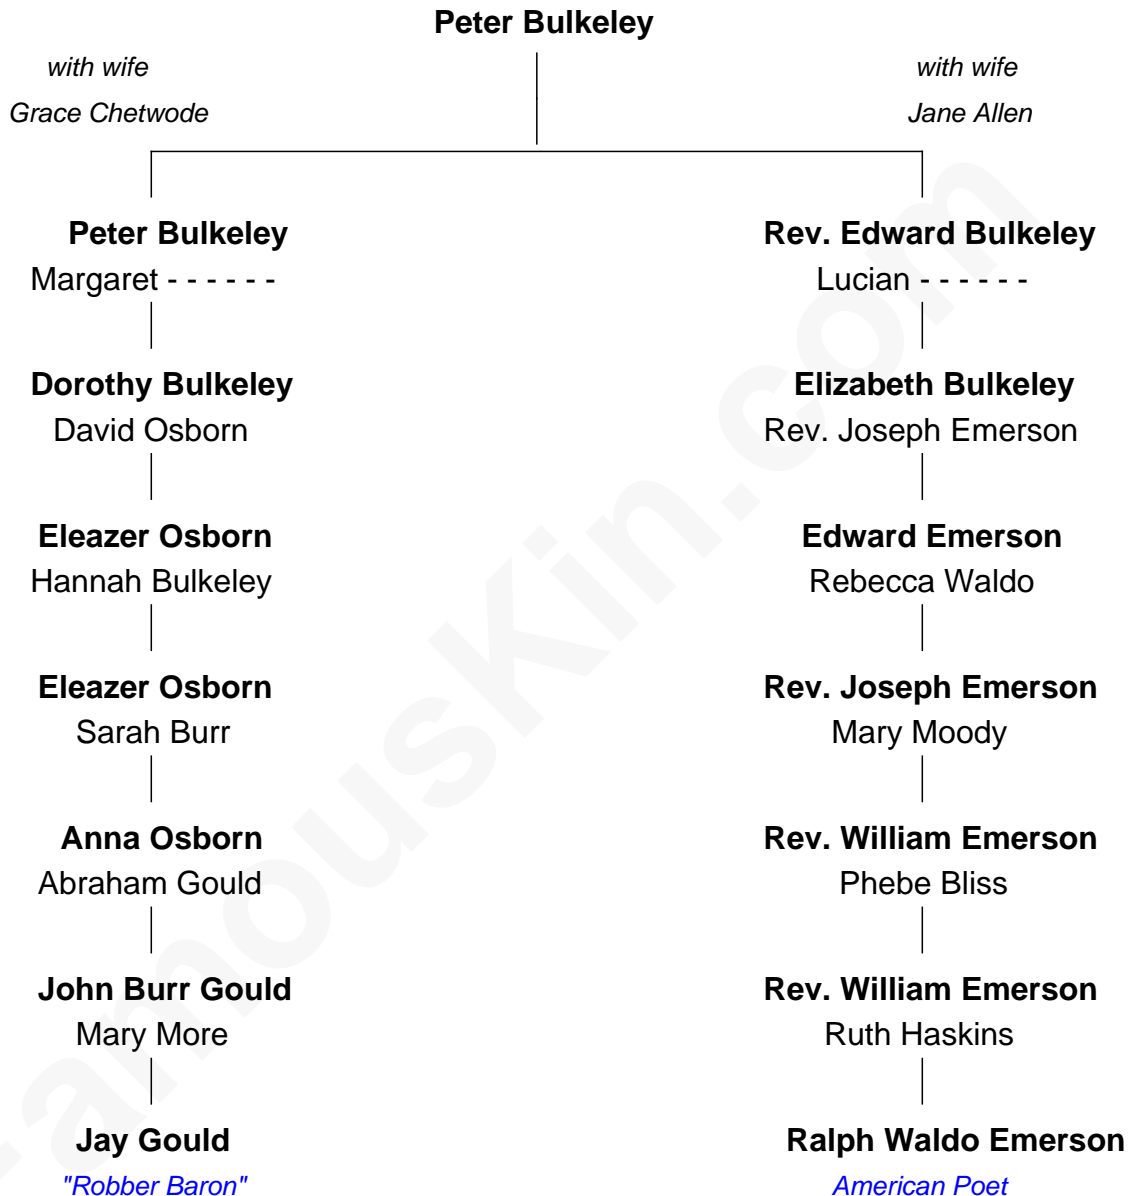 Peter Bulkeley
with wife
Grace Chetwode
with wife
Jane Allen
Peter Bulkeley
Margaret - - - - - -
Rev. Edward Bulkeley
Lucian - - - - - -
Dorothy Bulkeley
David Osborn
Elizabeth Bulkeley
Rev. Joseph Emerson
Eleazer Osborn
Hannah Bulkeley
Edward Emerson
Rebecca Waldo
Eleazer Osborn
Sarah Burr
Rev. Joseph Emerson
Mary Moody
Anna Osborn
Abraham Gould
Rev. William Emerson
Phebe Bliss
John Burr Gould
Mary More
Rev. William Emerson
Ruth Haskins
Jay Gould
"Robber Baron"
Ralph Waldo Emerson
American Poet
FamousKin.com